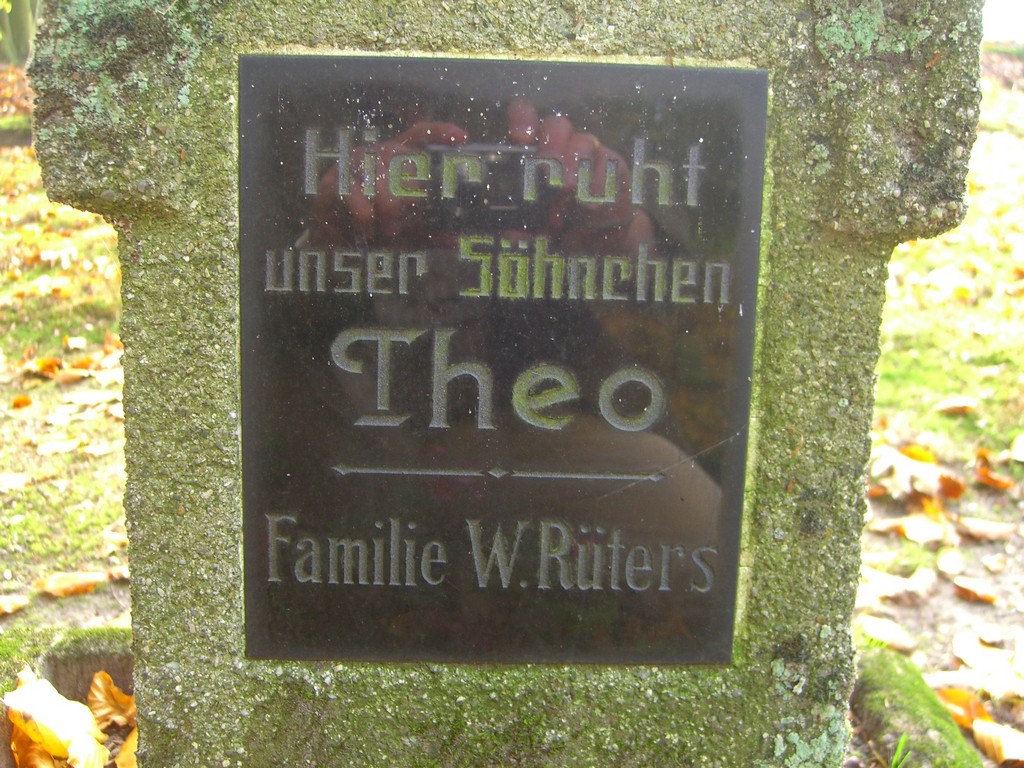 Hier ruht
unser Söhnchen
Theo
Familie W. Rüters